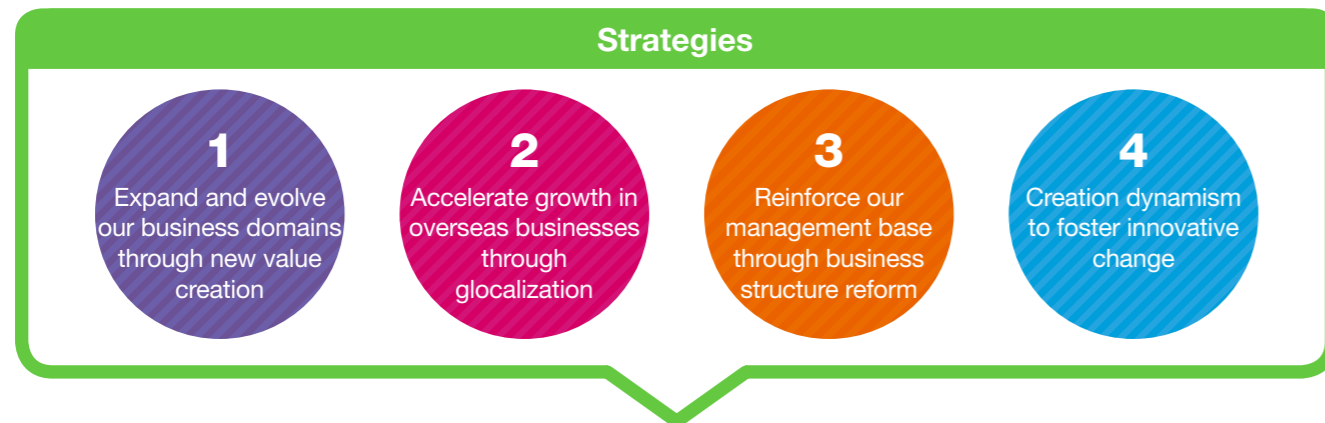 Strategies
1
Expand and evolve
our business domains
through new value
creation
2
Accelerate growth in
overseas businesses
through
glocalization
3
Reinforce our
management base
through business
structure reform
4
Creation dynamism
to foster innovative
change